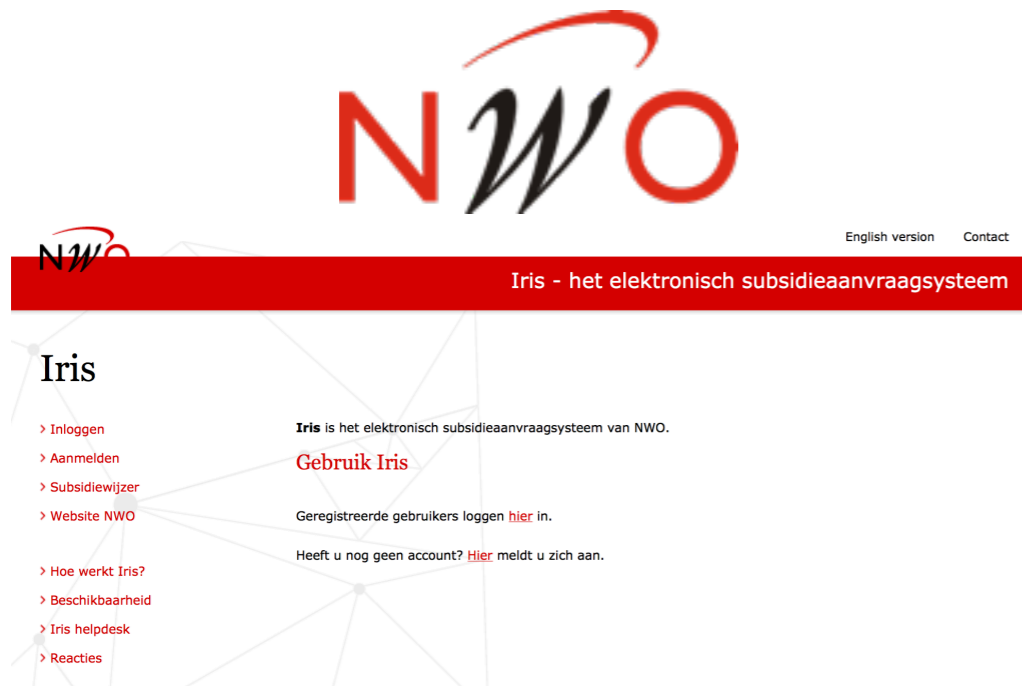 NWO
NWO
English version Contact
Iris - het elektronisch subsidieaanvraagsysteem
Iris
> Inloggen
> Aanmelden
> Subsidiewijzer
> Website NWO
> Hoe werkt Iris?
> Beschikbaarheid
> Iris helpdesk
> Reacties
Iris is het elektronisch subsidieaanvraagsysteem van NWO.
Gebruik Iris
Geregistreerde gebruikers loggen hier in.
Heeft u nog geen account? Hier meldt u zich aan.